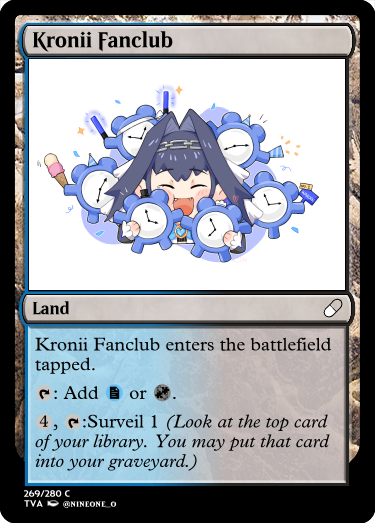 Kronii Fanclub
Land
Kronii Fanclub enters the battlefield
tapped.
: Add or .
4 , :Surveil 1 (Look at the top card
of your library. You may put that card
into your graveyard.)
269/280 C
TVA @NINEONE_O